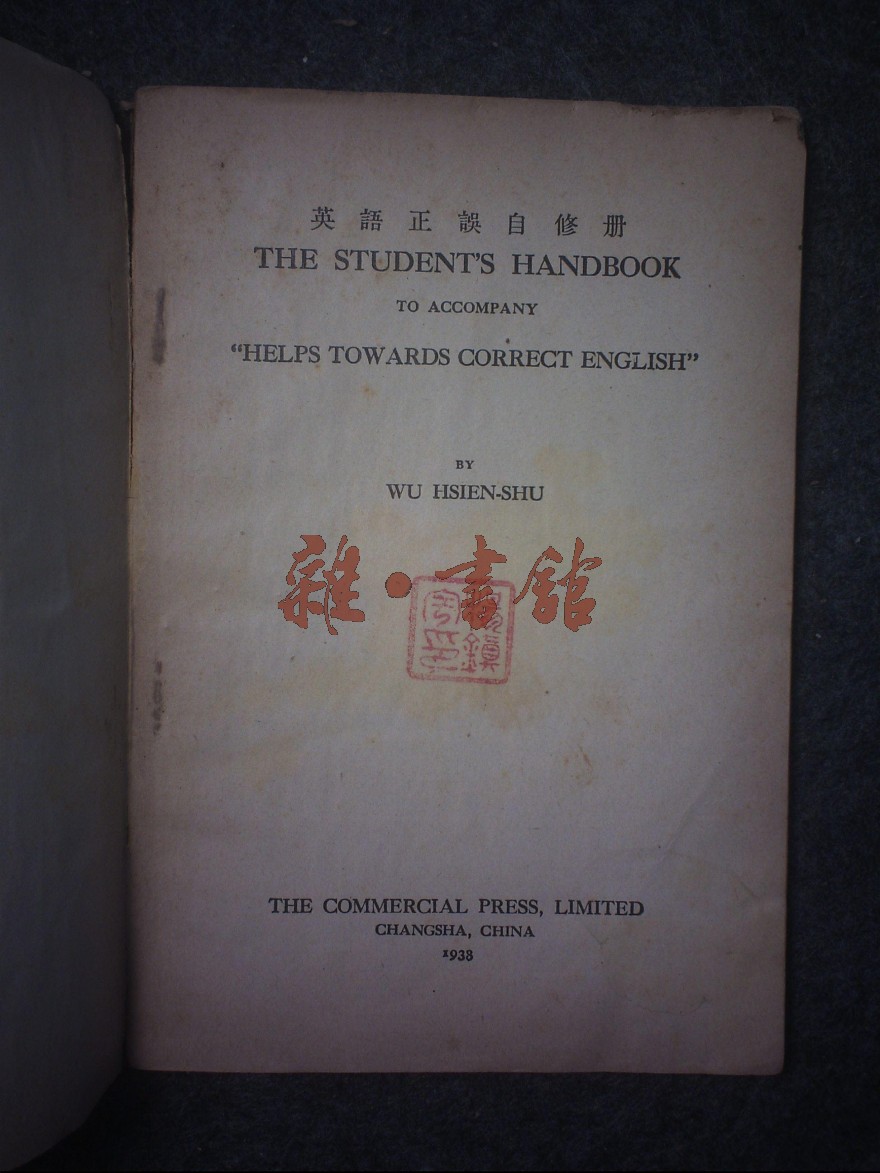 英語正誤自修册
THE STUDENT'S HANDBOOK
TO ACCOMPANY
"HELPS TOWARDS CORRECT ENGLISH"
BY
WU HSIEN-SHU
雜·書館
THE COMMERCIAL PRESS, LIMITED
CHANGSHA, CHINA
1938